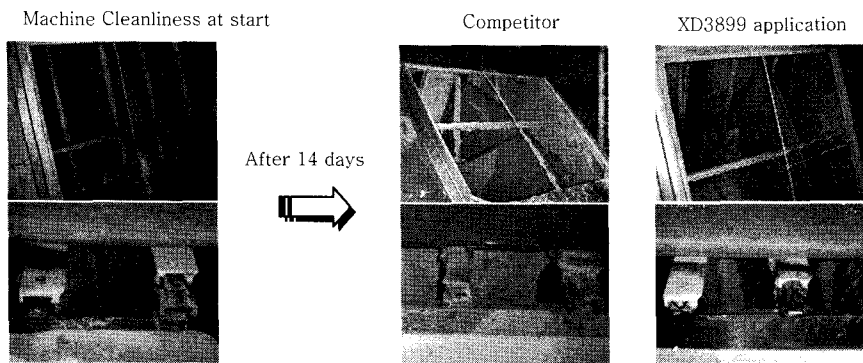 Machine Cleanliness at start
Competitor
XD3899 application
After 14 days